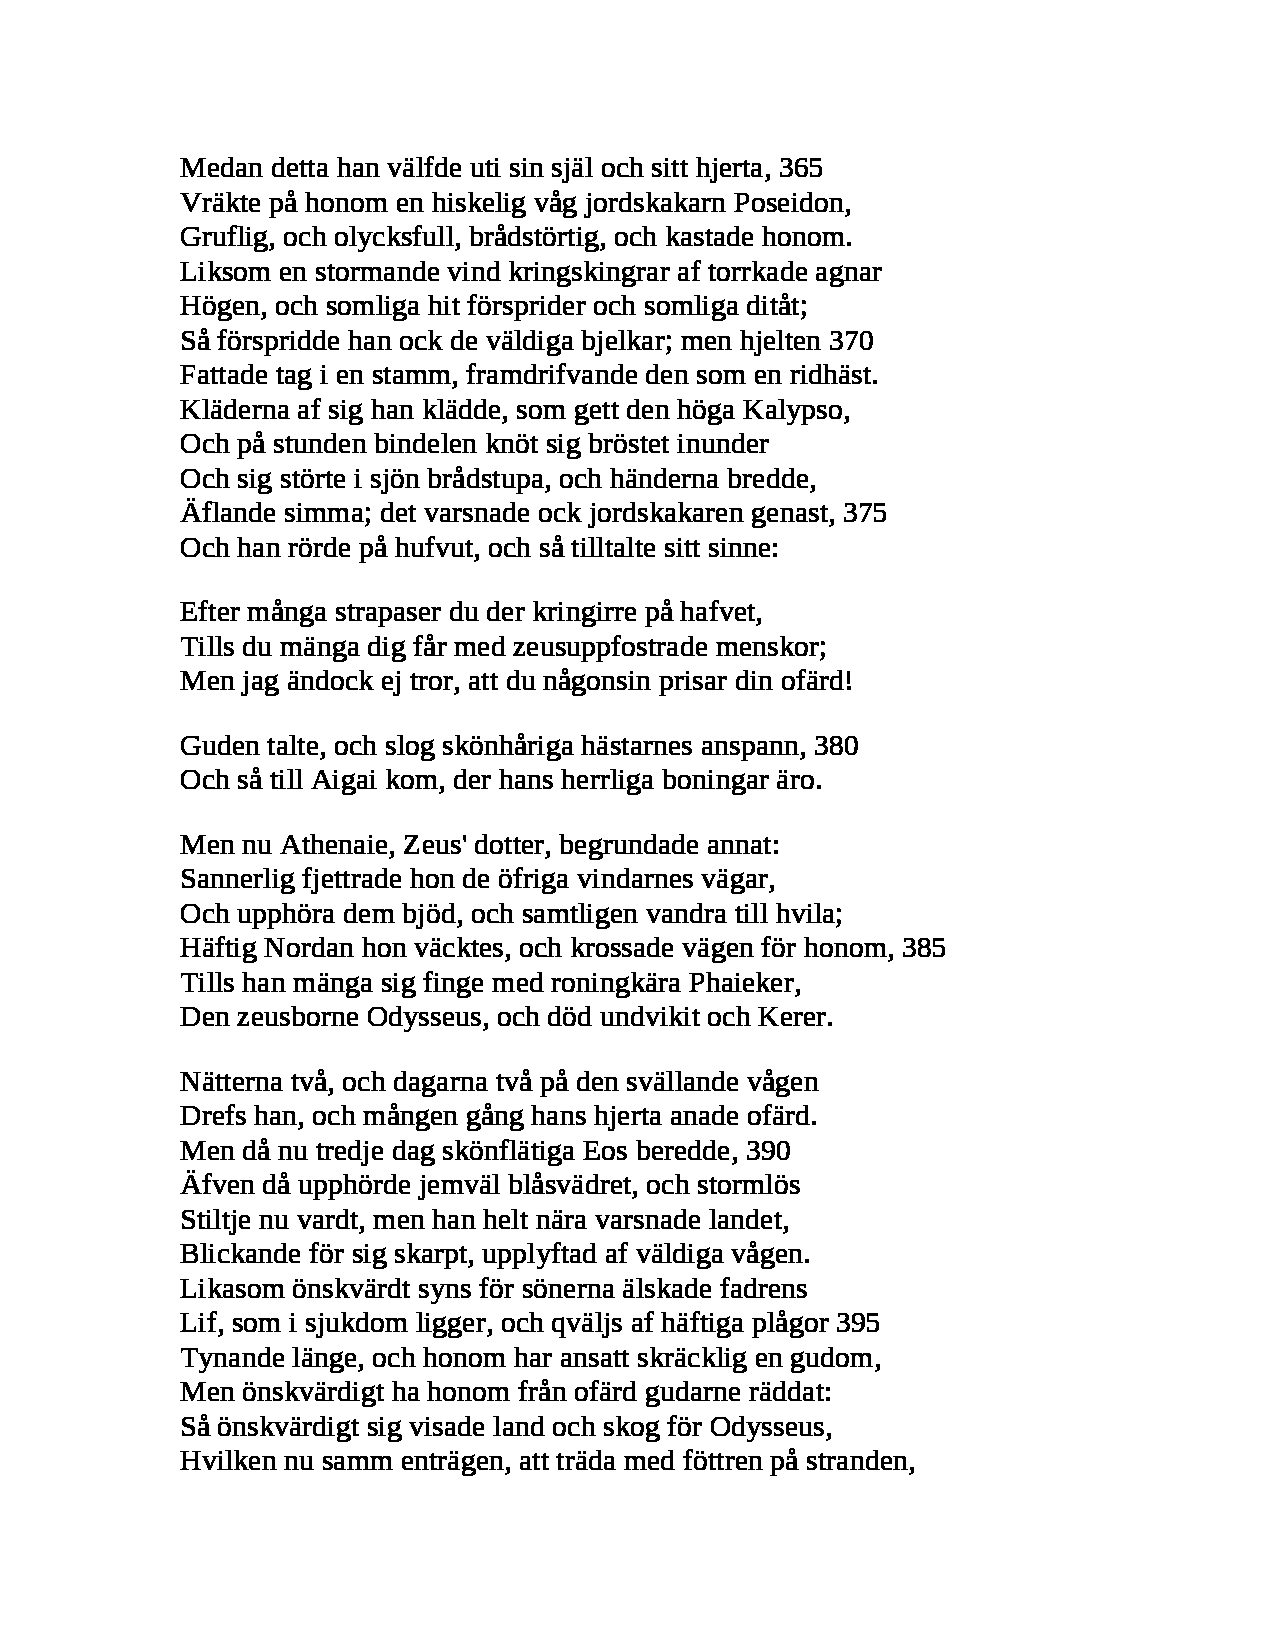 Medan detta han välfde uti sin själ och sitt hjerta, 365
Vräkte på honom en hiskelig våg jordskakarn Poseidon,
Gruflig, och olycksfull, brådstörtig, och kastade honom.
Liksom en stormande vind kringskingrar af torrkade agnar
Högen, och somliga hit försprider och somliga ditåt;
Så förspridde han ock de väldiga bjelkar; men hjelten 370
Fattade tag i en stamm, framdrifvande den som en ridhäst.
Kläderna af sig han klädde, som gett den höga Kalypso,
Och på stunden bindelen knöt sig bröstet inunder
Och sig störte i sjön brådstupa, och händerna bredde,
Äflande simma; det varsnade ock jordskakaren genast, 375
Och han rörde på hufvut, och så tilltalte sitt sinne:

Efter många strapaser du der kringirre på hafvet,
Tills du mänga dig får med zeusuppfostrade menskor;
Men jag ändock ej tror, att du någonsin prisar din ofärd!

Guden talte, och slog skönhåriga hästarnes anspann, 380
Och så till Aigai kom, der hans herrliga boningar äro.

Men nu Athenaie, Zeus' dotter, begrundade annat:
Sannerlig fjettrade hon de öfriga vindarnes vägar,
Och upphöra dem bjöd, och samtligen vandra till hvila;
Häftig Nordan hon väcktes, och krossade vägen för honom, 385
Tills han mänga sig finge med roningkära Phaieker,
Den zeusborne Odysseus, och död undvikit och Kerer.

Nätterna två, och dagarna två på den svällande vågen
Drefs han, och mången gång hans hjerta anade ofärd.
Men då nu tredje dag skönflätiga Eos beredde, 390
Äfven då upphörde jemväl blåsvädret, och stormlös
Stiltje nu vardt, men han helt nära varsnade landet,
Blickande för sig skarpt, upplyftad af väldiga vågen.
Likasom önskvärdt syns för sönerna älskade fadrens
Lif, som i sjukdom ligger, och qväljs af häftiga plågor 395
Tynande länge, och honom har ansatt skräcklig en gudom,
Men önskvärdigt ha honom från ofärd gudarne räddat:
Så önskvärdigt sig visade land och skog för Odysseus,
Hvilken nu samm enträgen, att träda med föttren på stranden,